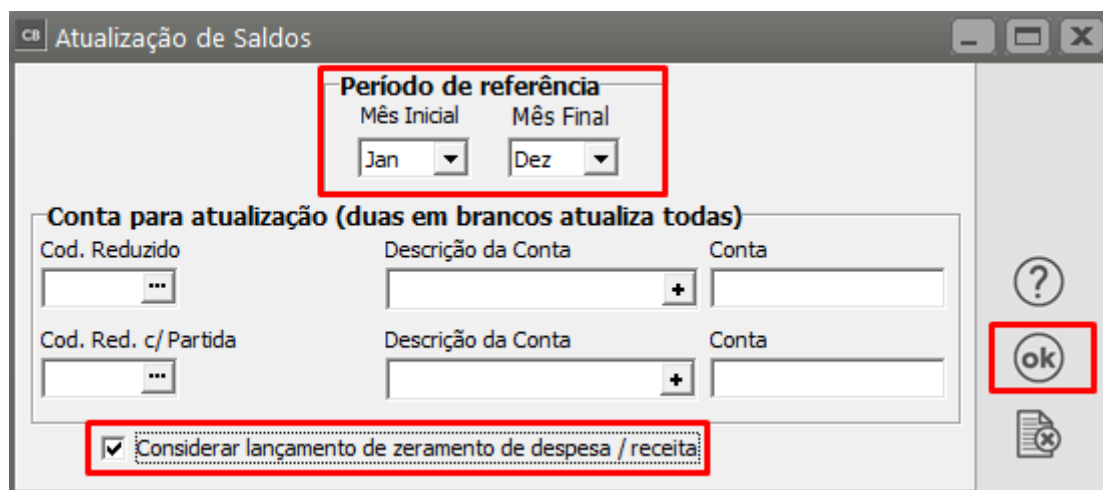 CB Atualização de Saldos
Período de referência
Mês Inicial Mês Final
Jan Dez
Conta para atualização (duas em brancos atualiza todas)
Cod. Reduzido Descrição da Conta Conta
... +
Cod. Red. c/ Partida Descrição da Conta Conta
... +
Considerar lançamento de zeramento de despesa / receita
?
ok